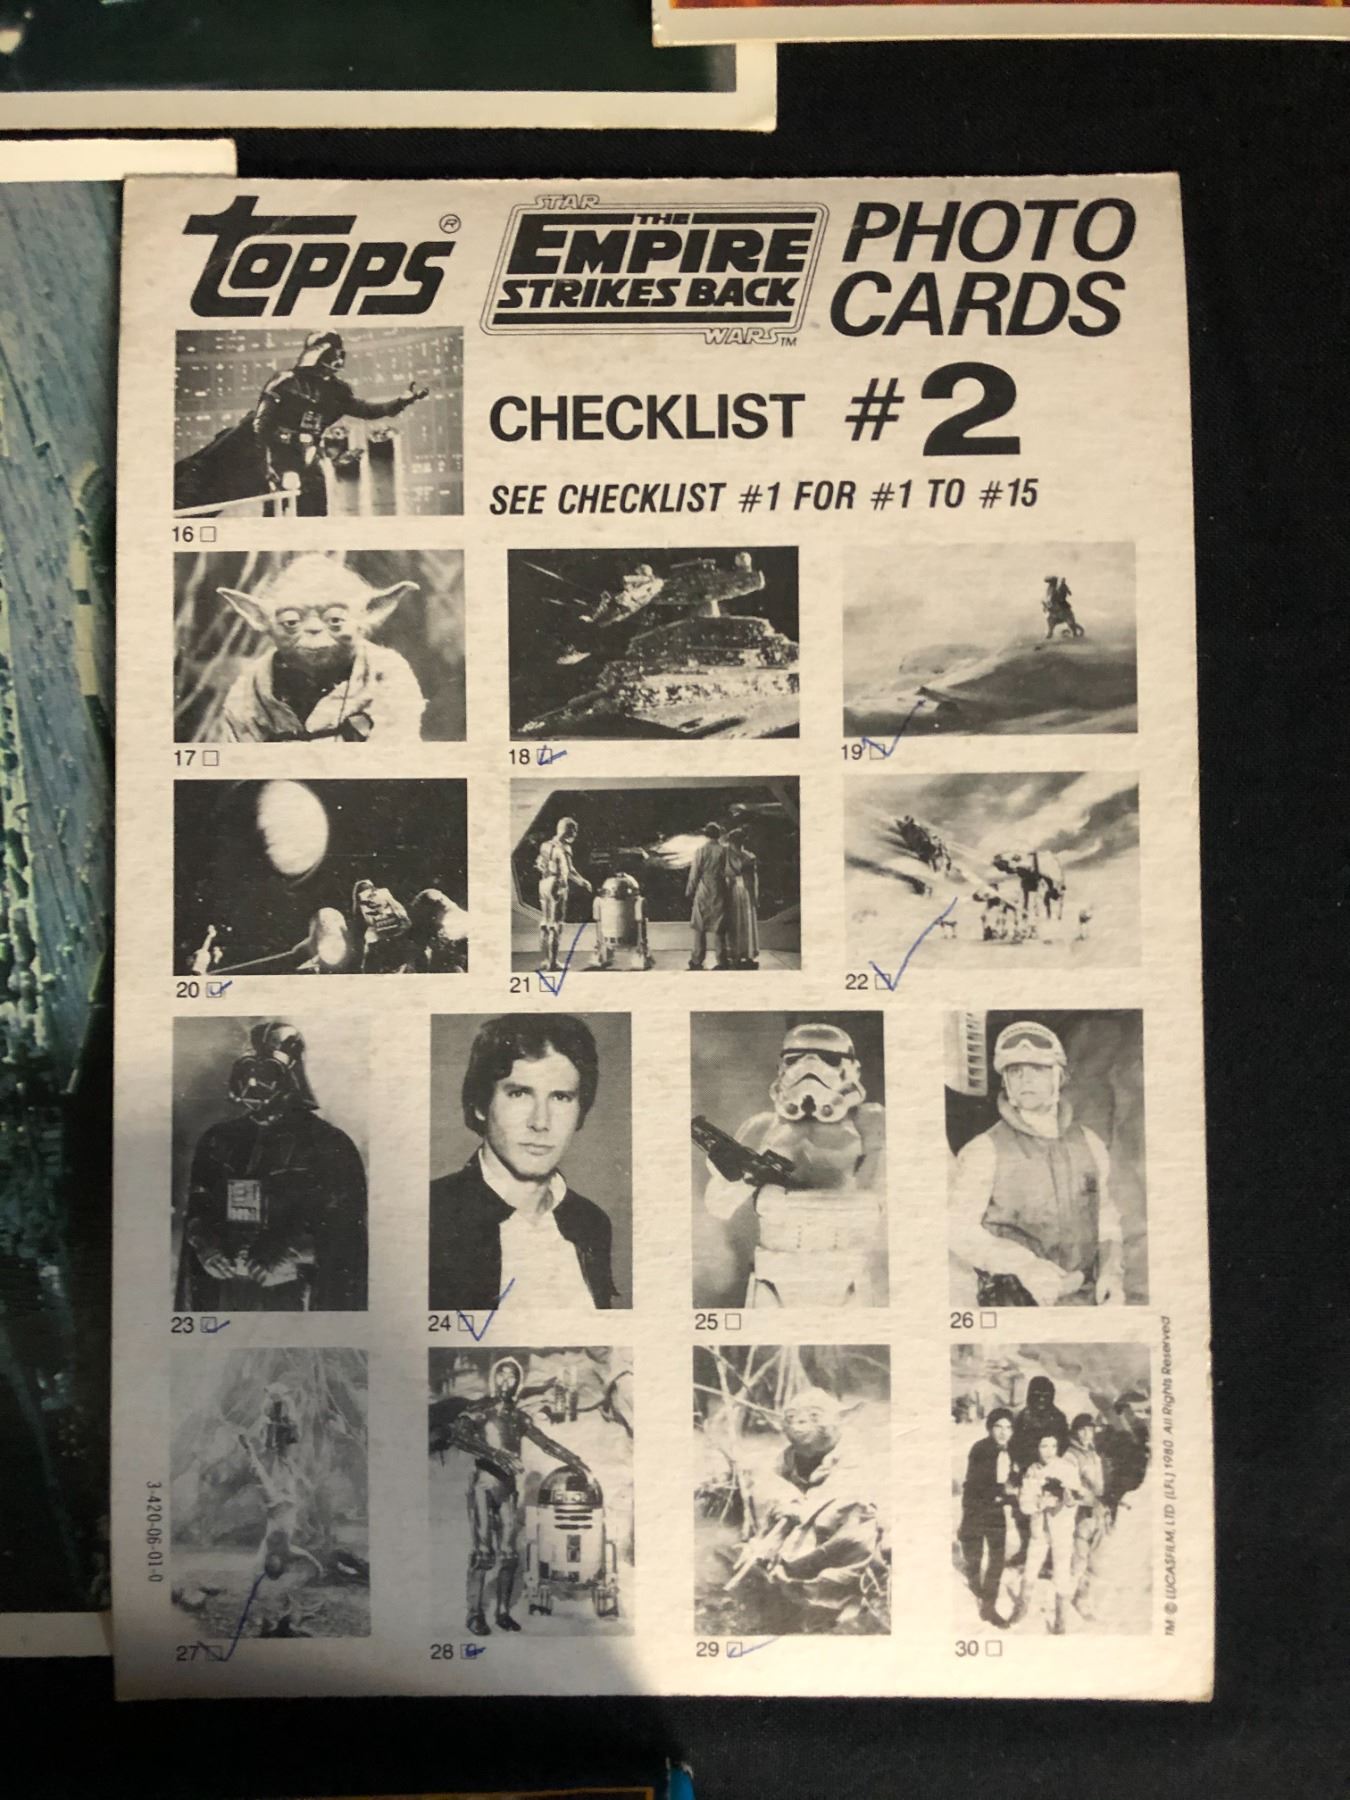 TOPPS®
STAR
THE
EMPIRE
STRIKES BACK
WARS™
PHOTO
CARDS
CHECKLIST #2
SEE CHECKLIST #1 FOR #1 TO #15
16
17
18
19
20
21
22
23
24
25
26
27
28
29
30
3-420-06-01-0
TM © LUCASFILM, LTD (LFL) 1980 All Rights Reserved